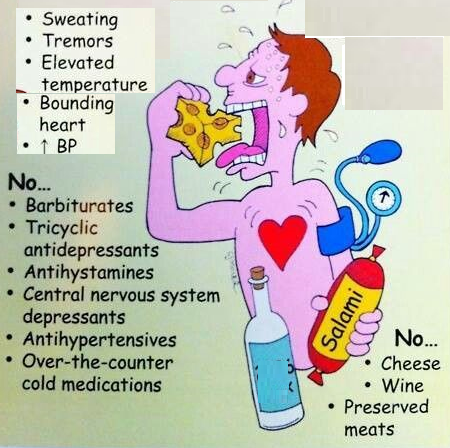 • Sweating
• Tremors
• Elevated
temperature
• Bounding
heart
• ↑ BP
No...
• Barbiturates
• Tricyclic
antidepressants
• Antihystamines
• Central nervous system
depressants
• Antihypertensives
• Over-the-counter
cold medications
Salami
No...
• Cheese
• Wine
• Preserved
meats